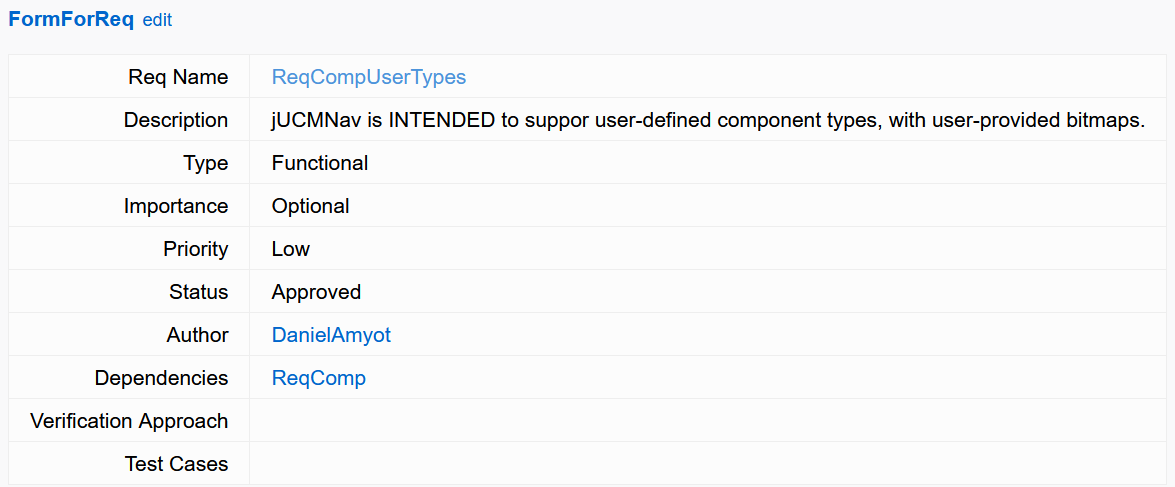 FormForReq edit
Req Name ReqCompUserTypes
Description jUCMNav is INTENDED to suppor user-defined component types, with user-provided bitmaps.
Type Functional
Importance Optional
Priority Low
Status Approved
Author DanielAmyot
Dependencies ReqComp
Verification Approach
Test Cases